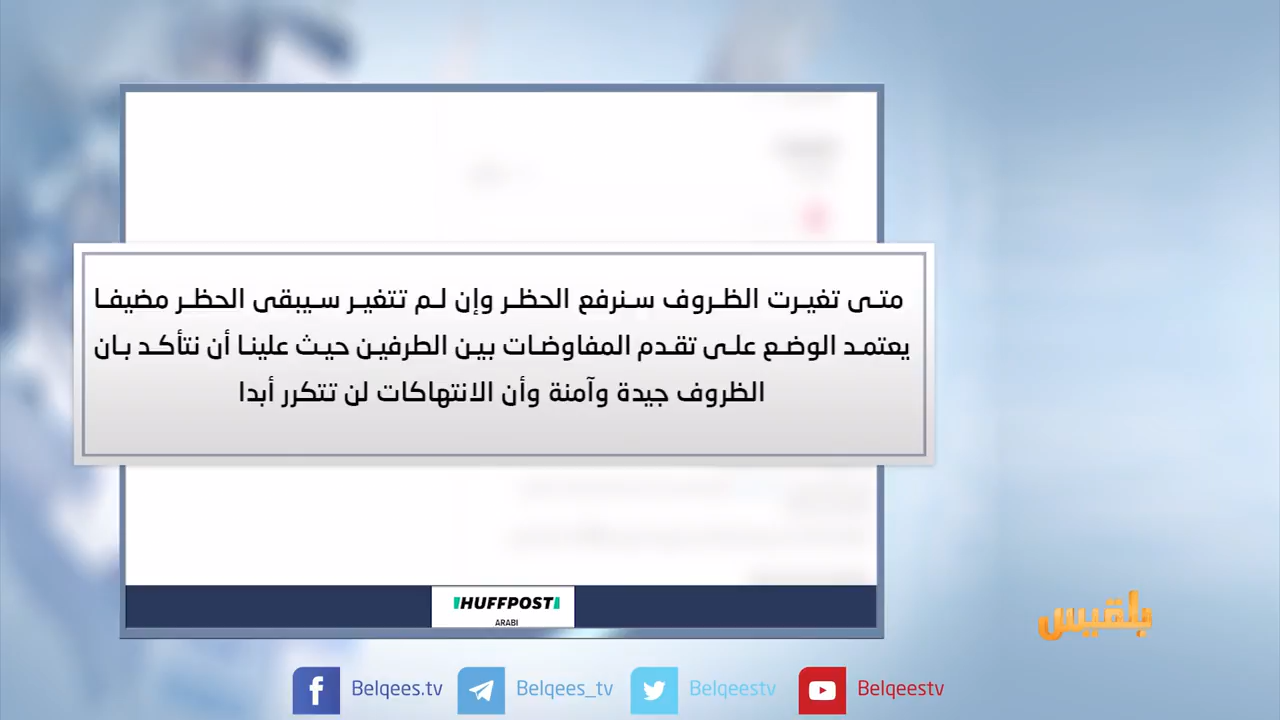 متى تغيرت الظروف سنرفع الحظر وإن لم تتغير سيبقى الحظر مضيفا
يعتمد الوضع على تقدم المفاوضات بين الطرفين حيث علينا أن نتأكد بان
الظروف جيدة وآمنة وأن الانتهاكات لن تتكرر أبدا
HUFFPOST
ARABI
بلقيس
Belqees.tv
Belqees_tv
Belqeestv
Belqeestv